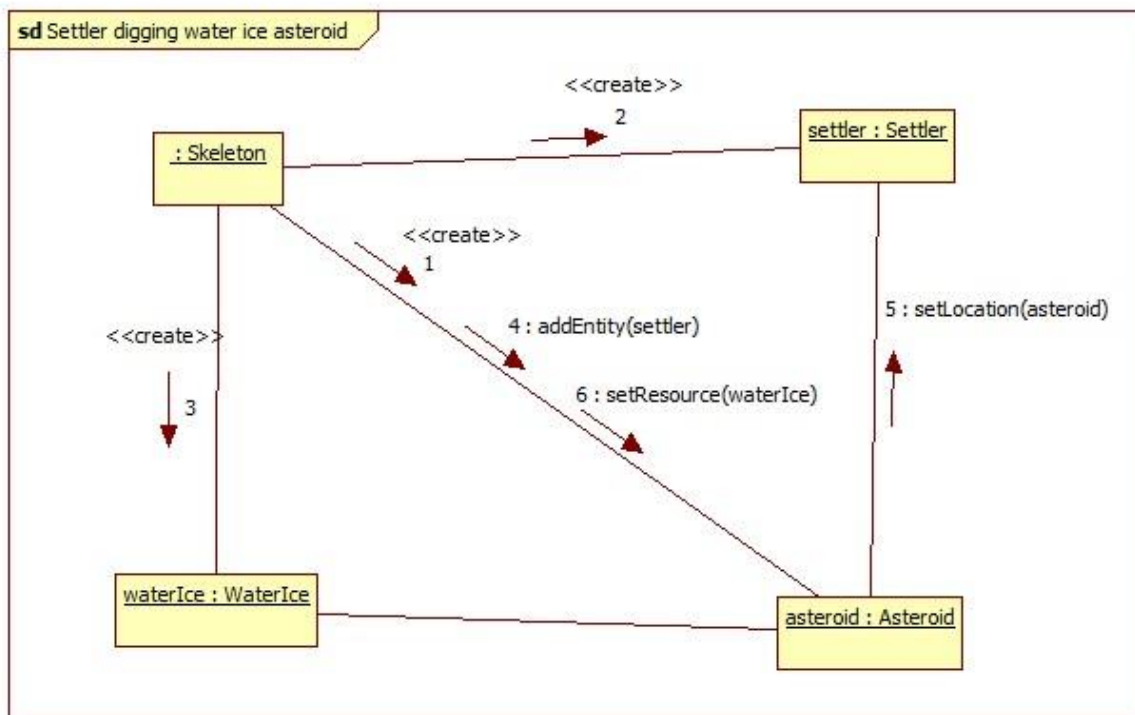 sd Settler digging water ice asteroid
<<create>>
2
settler : Settler
: Skeleton
<<create>>
1
4 : addEntity(settler)
5 : setLocation(asteroid)
<<create>>
3
6 : setResource(waterIce)
waterIce : WaterIce
asteroid : Asteroid